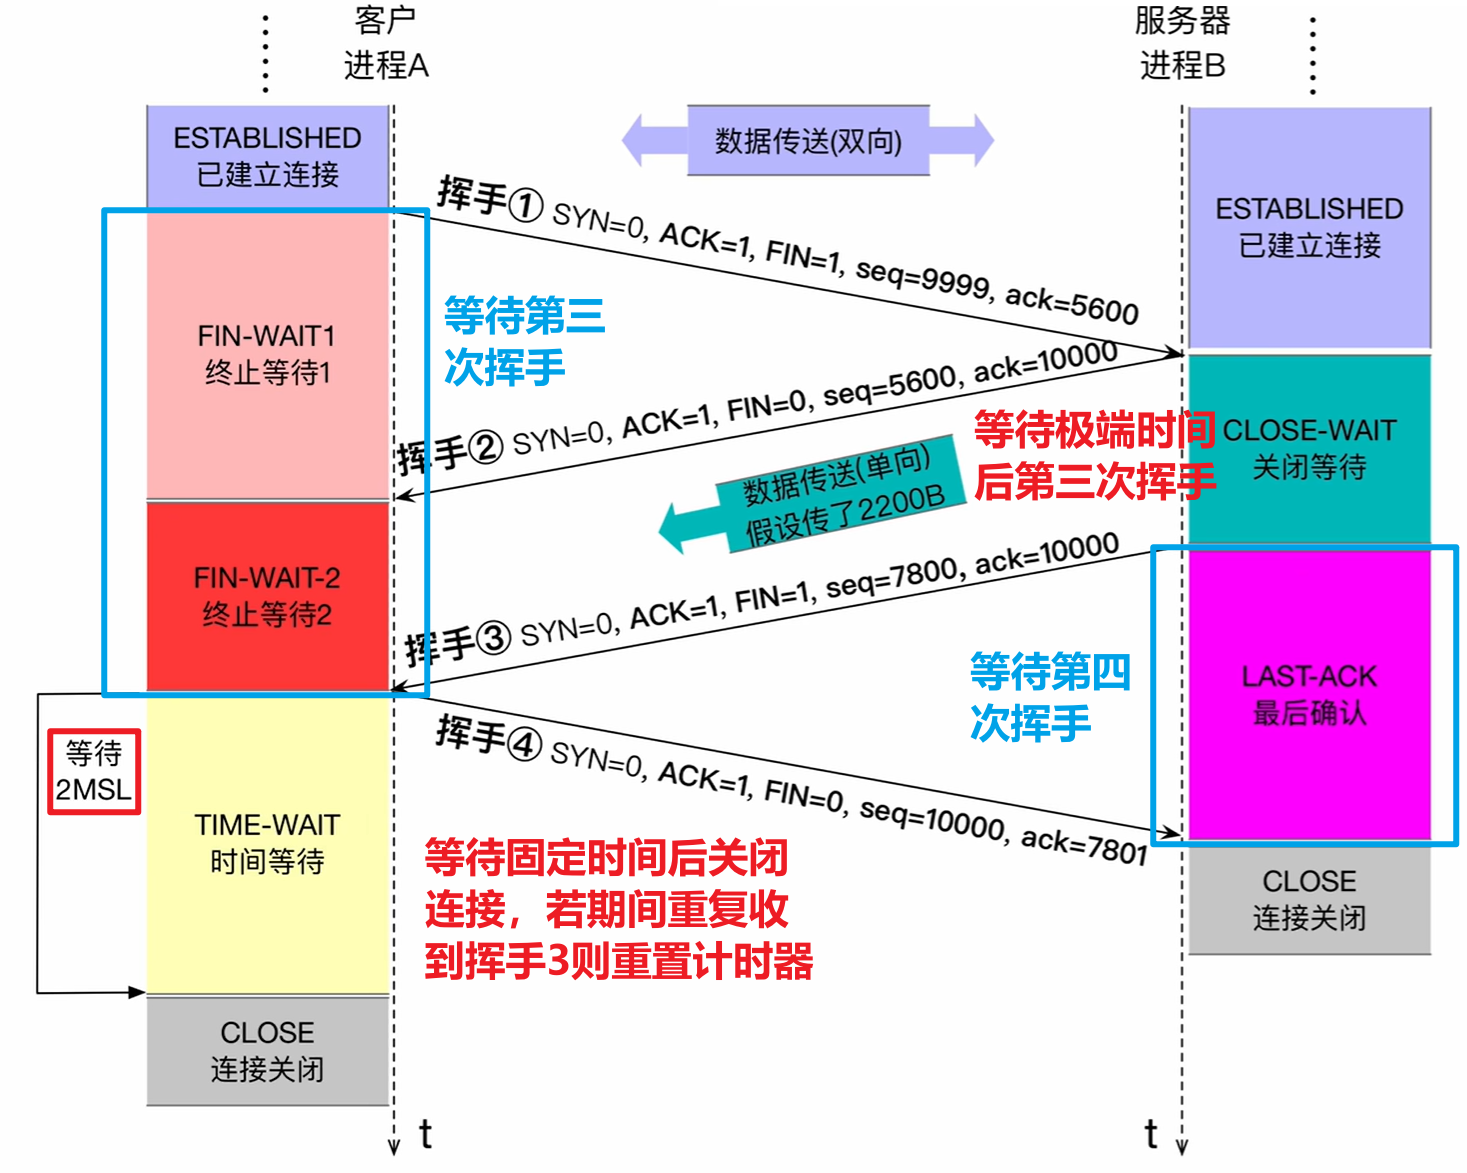 客户
进程A
服务器
进程B
ESTABLISHED
已建立连接
数据传送(双向)
挥手① SYN=0, ACK=1, FIN=1, seq=9999, ack=5600
ESTABLISHED
已建立连接
等待第三
次挥手
FIN-WAIT1
终止等待1
挥手② SYN=0, ACK=1, FIN=0, seq=5600, ack=10000
等待极端时间
后第三次挥手
CLOSE-WAIT
关闭等待
数据传送(单向)
假设传了2200B
FIN-WAIT-2
终止等待2
挥手③ SYN=0, ACK=1, FIN=1, seq=7800, ack=10000
等待第四
次挥手
LAST-ACK
最后确认
等待
2MSL
挥手④ SYN=0, ACK=1, FIN=0, seq=10000, ack=7801
TIME-WAIT
时间等待
等待固定时间后关闭
连接，若期间重复收
到挥手3则重置计时器
CLOSE
连接关闭
CLOSE
连接关闭
t
t